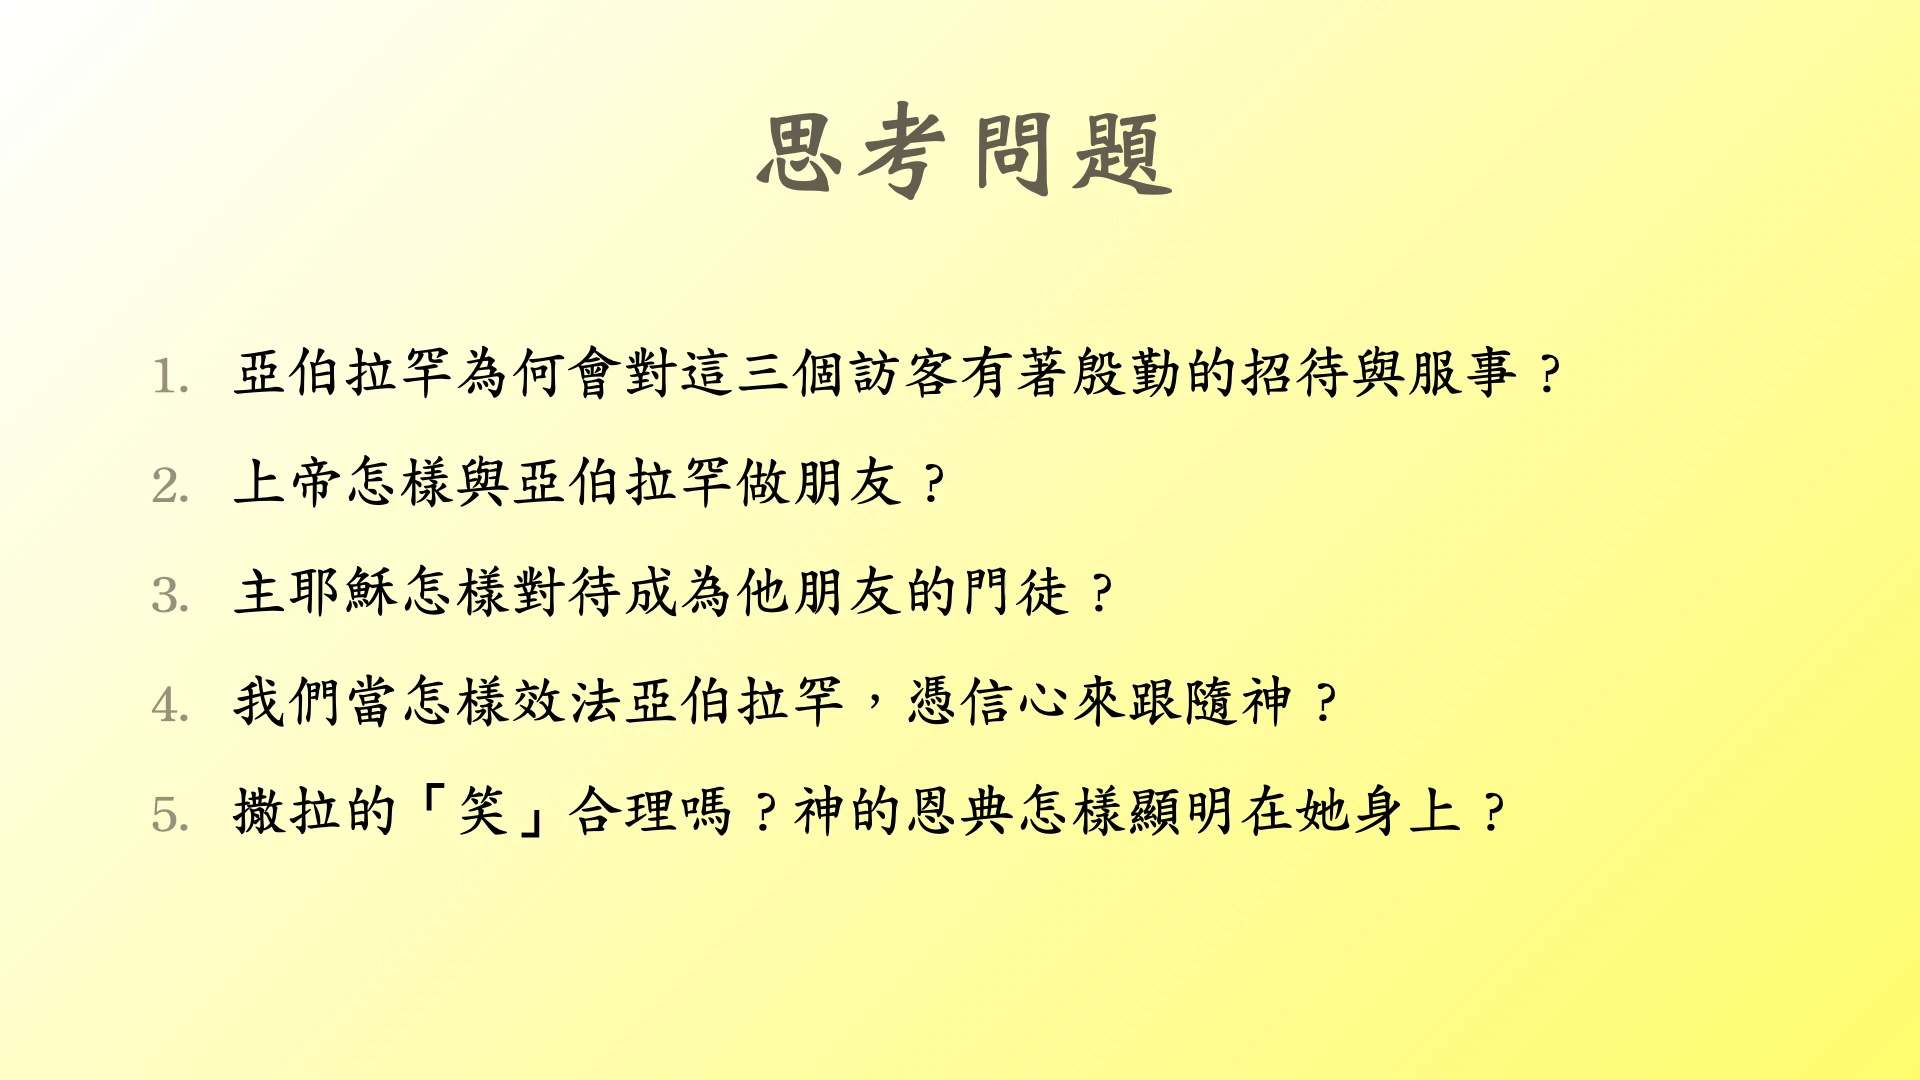 思考問題
1. 亞伯拉罕為何會對這三個訪客有著殷勤的招待與服事？
2. 上帝怎樣與亞伯拉罕做朋友？
3. 主耶穌怎樣對待成為他朋友的門徒？
4. 我們當怎樣效法亞伯拉罕，憑信心來跟隨神？
5. 撒拉的「笑」合理嗎？神的恩典怎樣顯明在她身上？